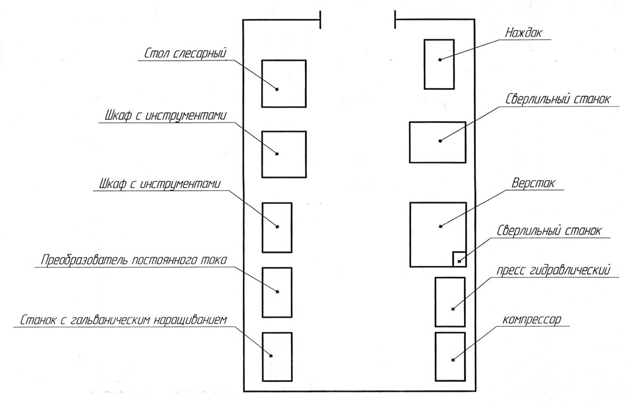 Наждак
Стол слесарный
Сверлильный станок
Шкаф с инструментами
Шкаф с инструментами
Верстак
Сверлильный станок
Преобразователь постоянного тока
пресс гидравлический
Станок с гальваническим наращиванием
компрессор